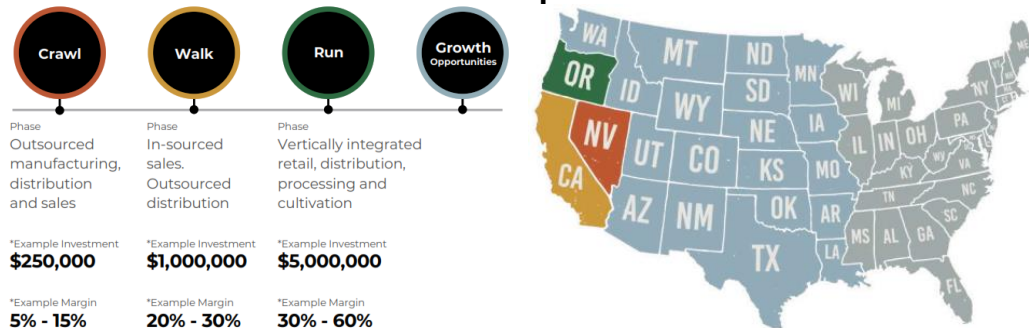 Crawl
Walk
Run
Growth
Opportunities
Phase
Outsourced
manufacturing,
distribution
and sales
Phase
In-sourced
sales.
Outsourced
distribution
Phase
Vertically integrated
retail, distribution,
processing and
cultivation
*Example Investment
$250,000
*Example Investment
$1,000,000
*Example Investment
$5,000,000
*Example Margin
5% - 15%
*Example Margin
20% - 30%
*Example Margin
30% - 60%
WA
MT
ND
MN
OR
ID
WY
SD
WI
MI
NY
NV
UT
CO
NE
IA
IL
IN
OH
PA
CA
KS
MO
KY
WV
VA
AZ
NM
OK
AR
TN
NC
SC
TX
LA
MS
AL
GA
FL